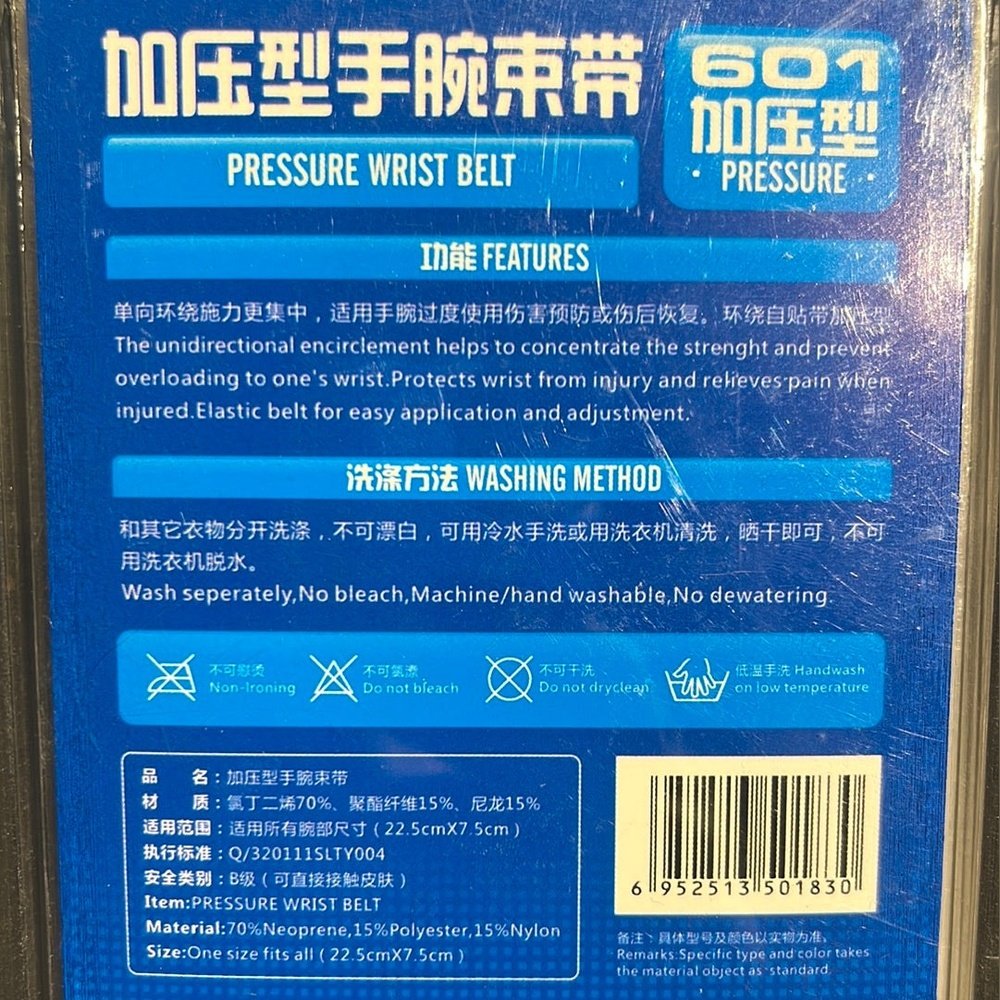 加压型手腕束带
PRESSURE WRIST BELT
601
加压型
· PRESSURE ·
功能 FEATURES
单向环绕施力更集中，适用手腕过度使用伤害预防或伤后恢复。环绕自贴带加压型
The unidirectional encirclement helps to concentrate the strenght and prevent
overloading to one's wrist.Protects wrist from injury and relieves pain when
injured.Elastic belt for easy application and adjustment.
洗涤方法 WASHING METHOD
和其它衣物分开洗涤，不可漂白，可用冷水手洗或用洗衣机清洗，晒干即可，不可
用洗衣机脱水。
Wash seperately,No bleach,Machine/hand washable,No dewatering.
不可熨烫
Non-Ironing
不可氯漂
Do not bleach
不可干洗
Do not dryclean
低温手洗 Handwash
on low temperature
品 名：加压型手腕束带
材 质：氯丁二烯70%、聚酯纤维15%、尼龙15%
适用范围：适用所有腕部尺寸（22.5cmX7.5cm）
执行标准：Q/320111SLTY004
安全类别：B级（可直接接触皮肤）
Item:PRESSURE WRIST BELT
Material:70%Neoprene,15%Polyester,15%Nylon
Size:One size fits all（22.5cmX7.5cm）
6 952513 501830
备注：具体型号及颜色以实物为准。
Remarks:Specific type and color takes
the material object as standard.